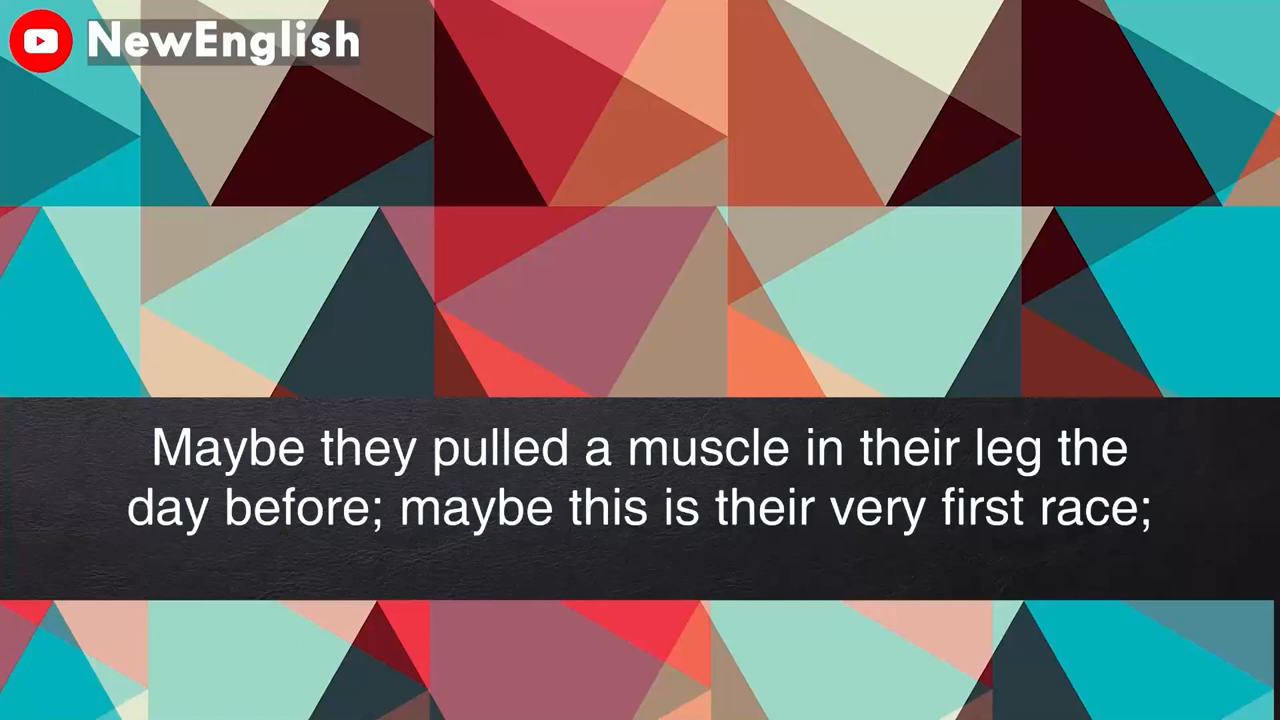 NewEnglish
Maybe they pulled a muscle in their leg the
day before; maybe this is their very first race;